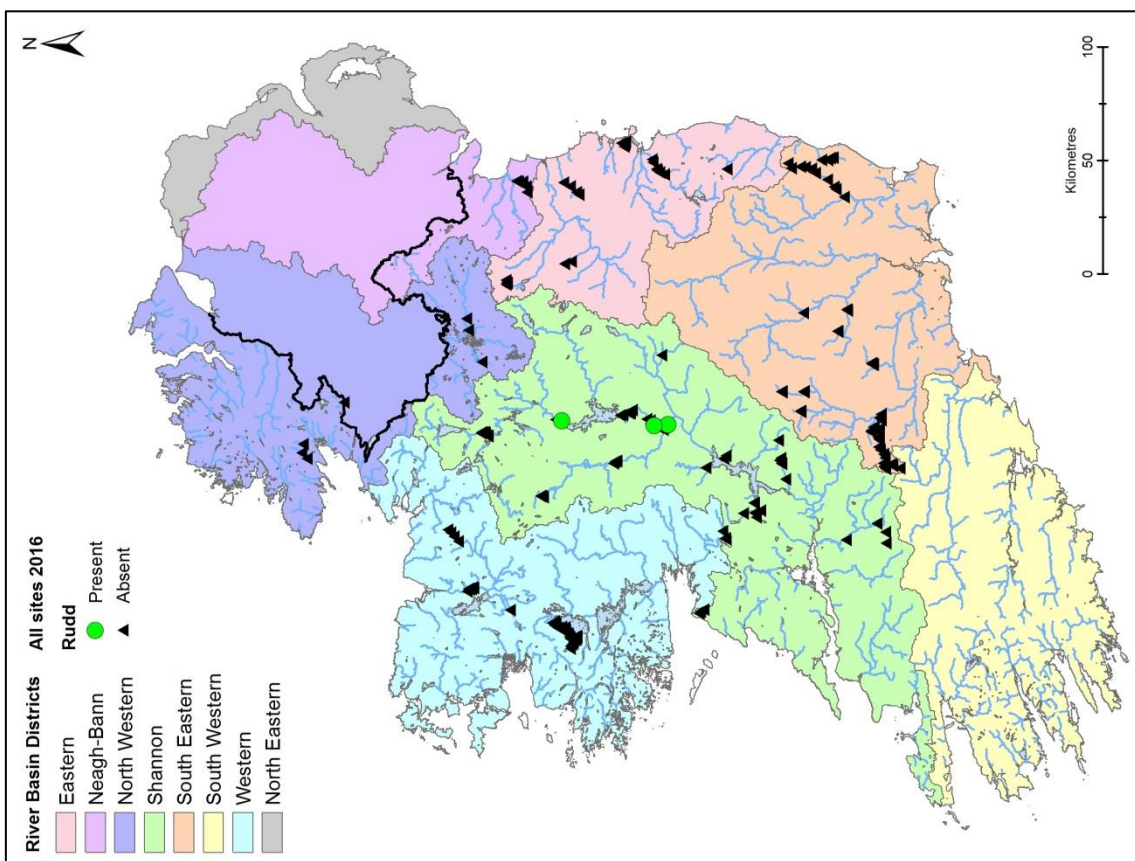 River Basin Districts
Eastern
Neagh-Bann
North Western
Shannon
South Eastern
South Western
Western
North Eastern
All sites 2016
Rudd
Present
Absent
N
0
50
100
Kilometres